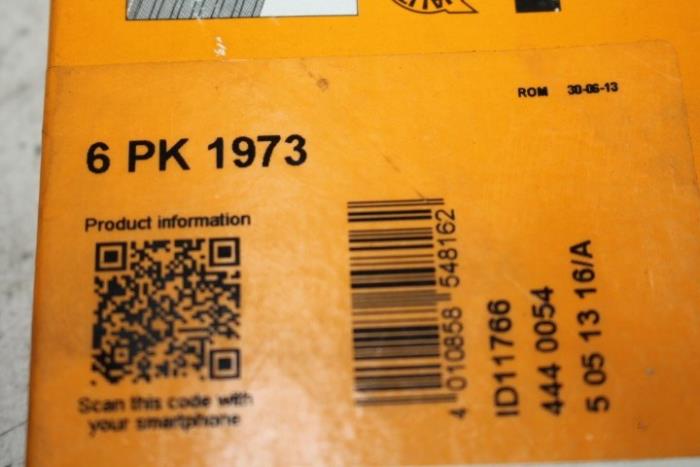 ROM 30-06-13
6 PK 1973
Product information
Scan this code with
your smartphone
4 010858 548162
ID11766
444 0054
5 05 13 16/A